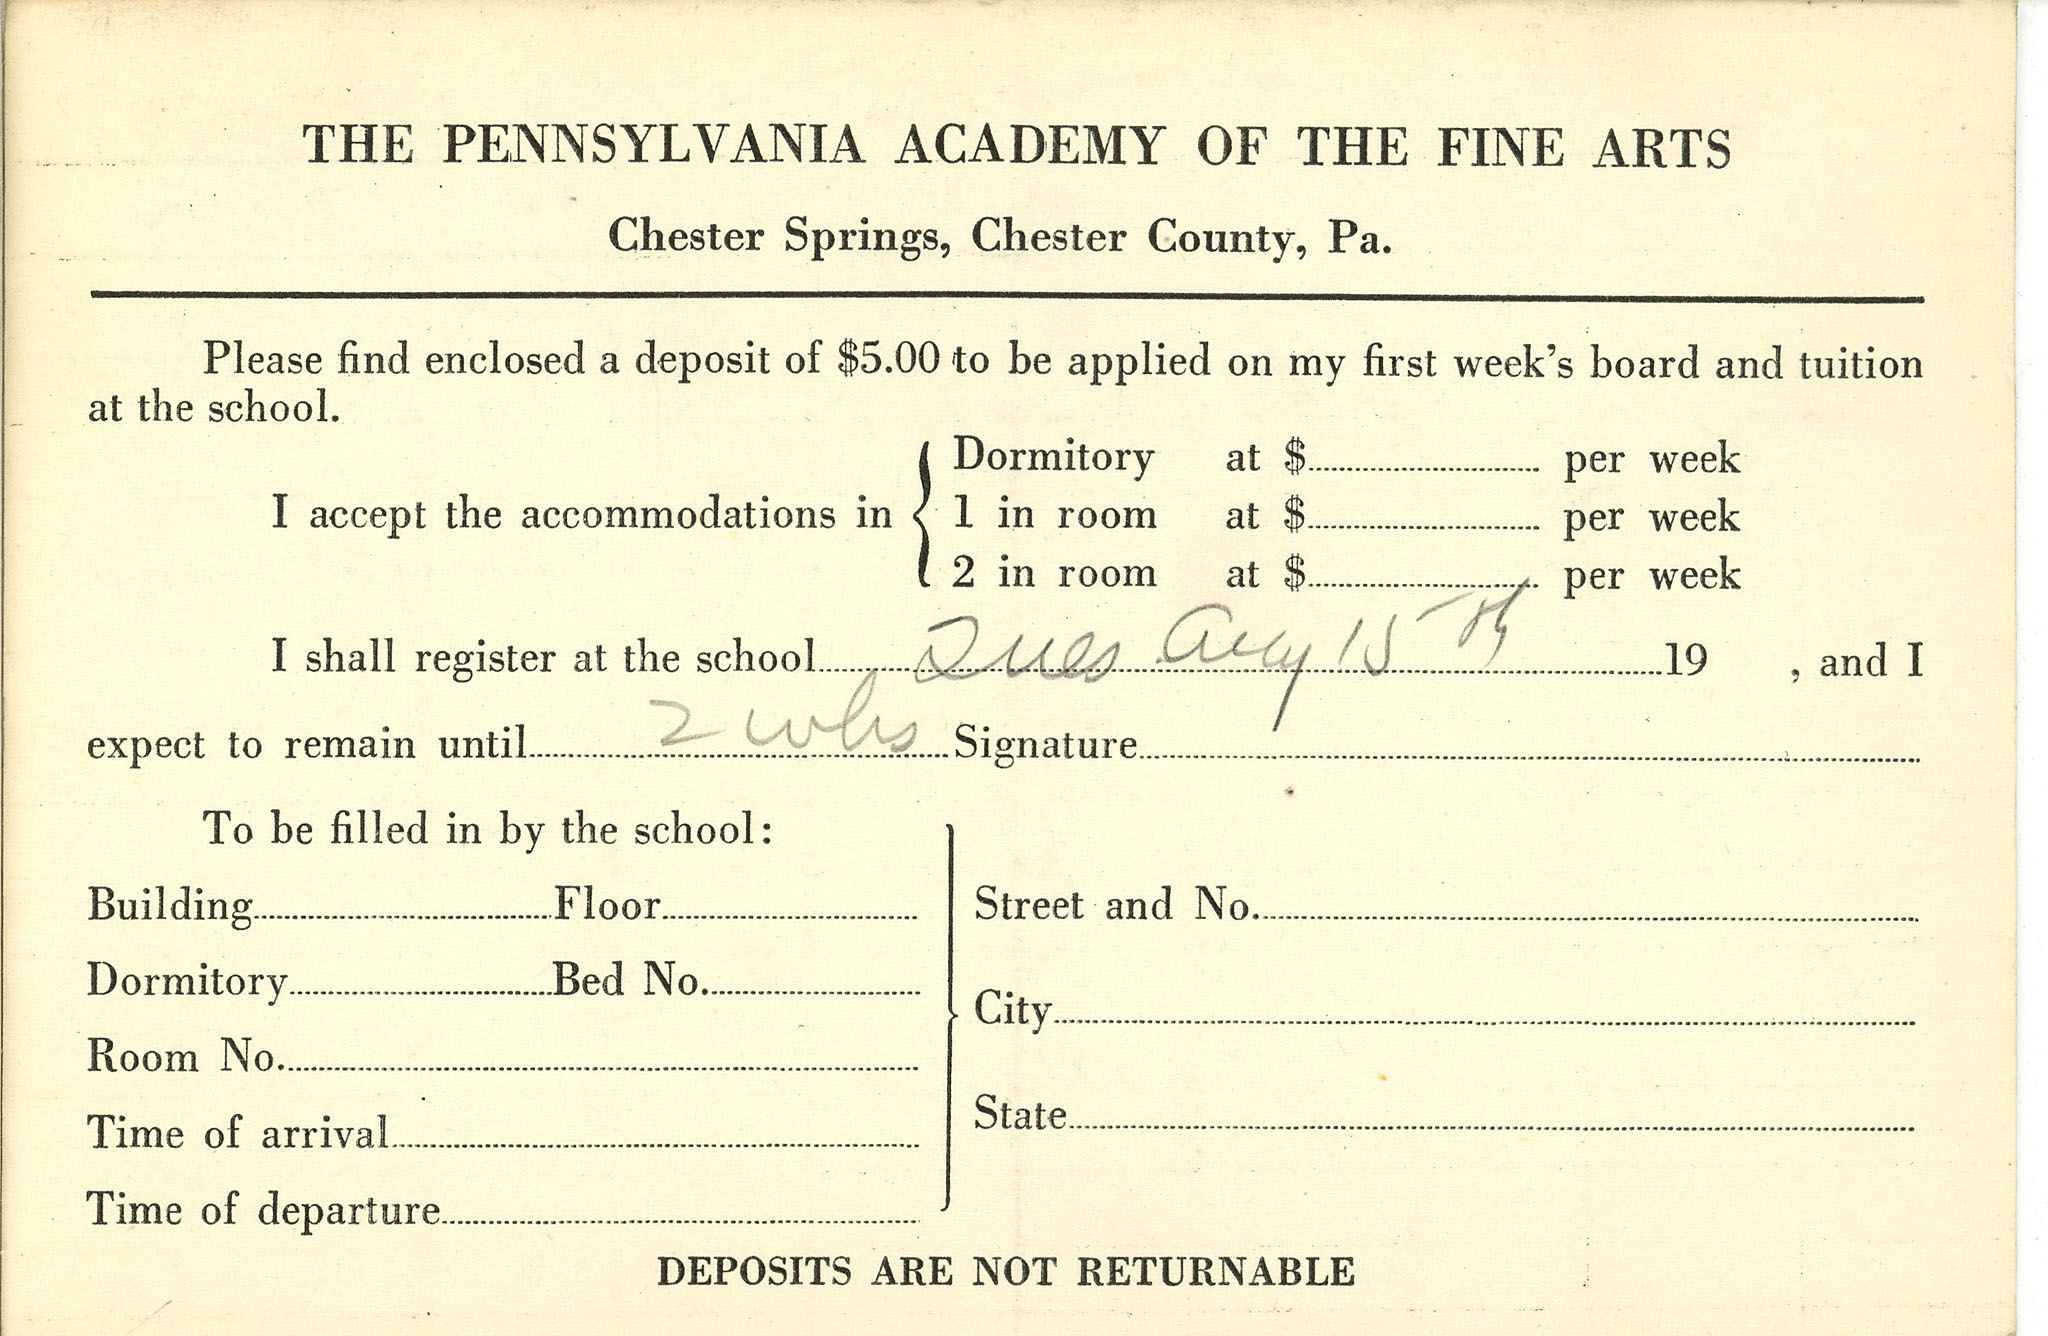 THE PENNSYLVANIA ACADEMY OF THE FINE ARTS
Chester Springs, Chester County, Pa.
Please find enclosed a deposit of $5.00 to be applied on my first week's board and tuition
at the school.
I accept the accommodations in
Dormitory at $ per week
1 in room at $ per week
2 in room at $ per week
I shall register at the school Tues Aug 15th 19 , and I
expect to remain until 2 wks Signature
To be filled in by the school:
Building Floor
Dormitory Bed No.
Room No.
Time of arrival
Time of departure
Street and No.
City
State
DEPOSITS ARE NOT RETURNABLE